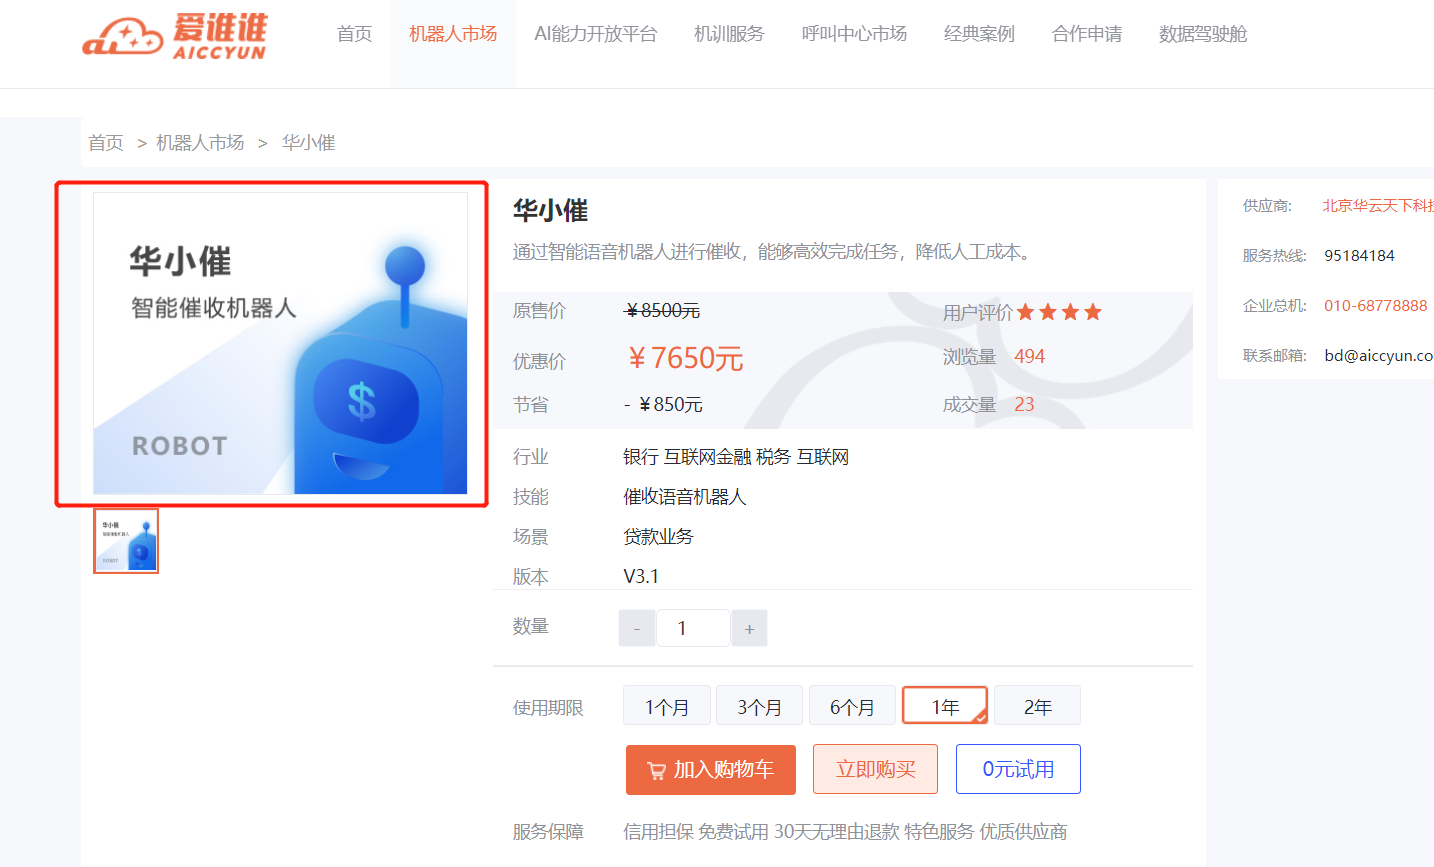 爱谁谁
AICCYUN
首页 机器人市场 AI能力开放平台 机训服务 呼叫中心市场 经典案例 合作申请 数据驾驶舱
首页 > 机器人市场 > 华小催
华小催
智能催收机器人
ROBOT
华小催
通过智能语音机器人进行催收，能够高效完成任务，降低人工成本。
原售价 ￥8500元
用户评价
优惠价 ￥7650元
浏览量 494
节省 - ￥850元
成交量 23
行业 银行 互联网金融 税务 互联网
技能 催收语音机器人
场景 贷款业务
版本 V3.1
数量 - 1 +
使用期限 1个月 3个月 6个月 1年 2年
加入购物车 立即购买 0元试用
服务保障 信用担保 免费试用 30天无理由退款 特色服务 优质供应商
供应商: 北京华云天下科技
服务热线: 95184184
企业总机: 010-68778888
联系邮箱: bd@aiccyun.co